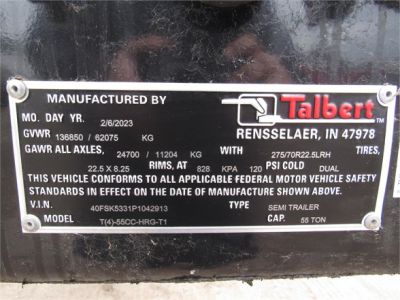 MANUFACTURED BY Talbert™
MO. DAY YR. 2/6/2023 RENSSELAER, IN 47978
GVWR 136850 / 62075 KG
GAWR ALL AXLES, 24700 / 11204 KG WITH 275/70R22.5LRH TIRES,
22.5 X 8.25 RIMS, AT 828 KPA 120 PSI COLD DUAL
THIS VEHICLE CONFORMS TO ALL APPLICABLE FEDERAL MOTOR VEHICLE SAFETY
STANDARDS IN EFFECT ON THE DATE OF MANUFACTURE SHOWN ABOVE.
V.I.N. 40FSK5331P1042913 TYPE SEMI TRAILER
MODEL T(4)-55CC-HRG-T1 CAP. 55 TON